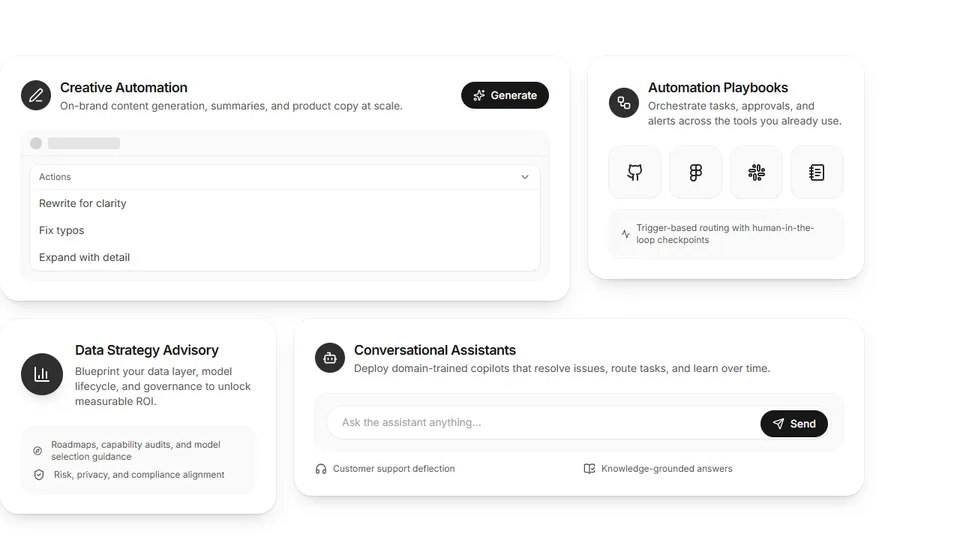 Creative Automation
On-brand content generation, summaries, and product copy at scale.
Generate
Actions
Rewrite for clarity
Fix typos
Expand with detail
Automation Playbooks
Orchestrate tasks, approvals, and
alerts across the tools you already use.
Trigger-based routing with human-in-the-
loop checkpoints
Data Strategy Advisory
Blueprint your data layer, model
lifecycle, and governance to unlock
measurable ROI.
Roadmaps, capability audits, and model
selection guidance
Risk, privacy, and compliance alignment
Conversational Assistants
Deploy domain-trained copilots that resolve issues, route tasks, and learn over time.
Ask the assistant anything...
Send
Customer support deflection
Knowledge-grounded answers